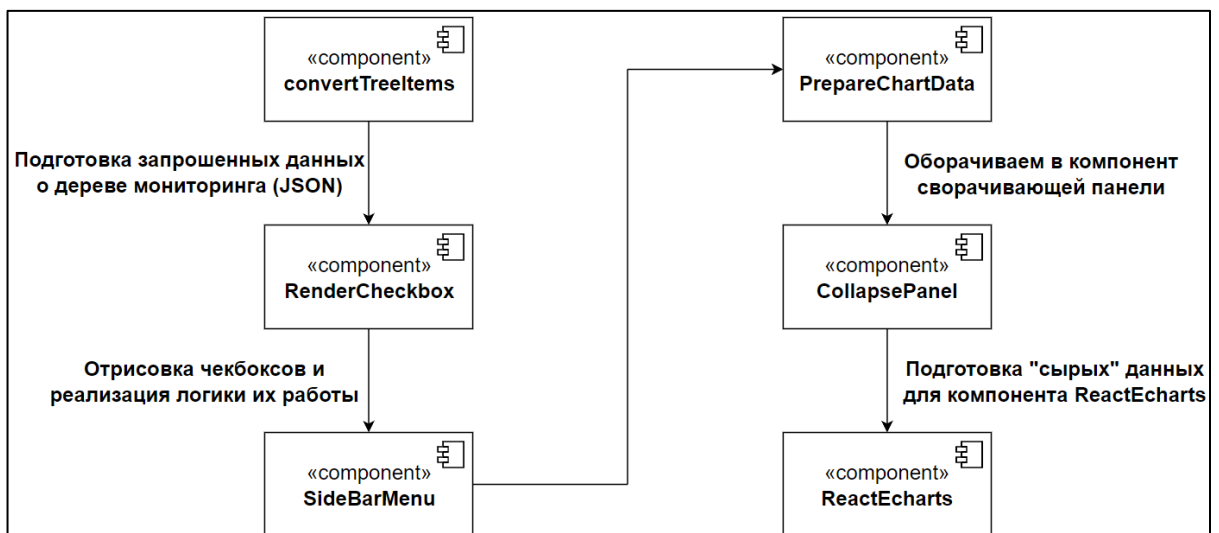 «component»
convertTreeItems
Подготовка запрошенных данных
о дереве мониторинга (JSON)
«component»
RenderCheckbox
Отрисовка чекбоксов и
реализация логики их работы
«component»
SideBarMenu
«component»
PrepareChartData
Оборачиваем в компонент
сворачивающей панели
«component»
CollapsePanel
Подготовка "сырых" данных
для компонента ReactEcharts
«component»
ReactEcharts